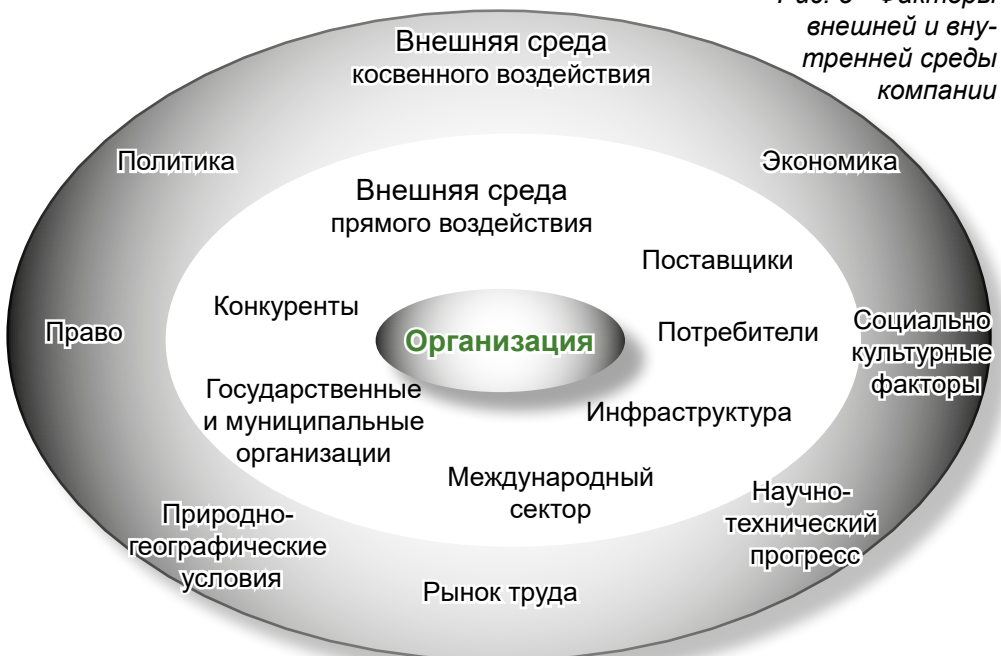 внешней и вну-
тренней среды
компании
Внешняя среда
косвенного воздействия
Политика
Экономика
Внешняя среда
прямого воздействия
Поставщики
Конкуренты
Организация
Потребители
Право
Социально
культурные
факторы
Государственные
и муниципальные
организации
Инфраструктура
Международный
сектор
Научно-
технический
прогресс
Природно-
географические
условия
Рынок труда